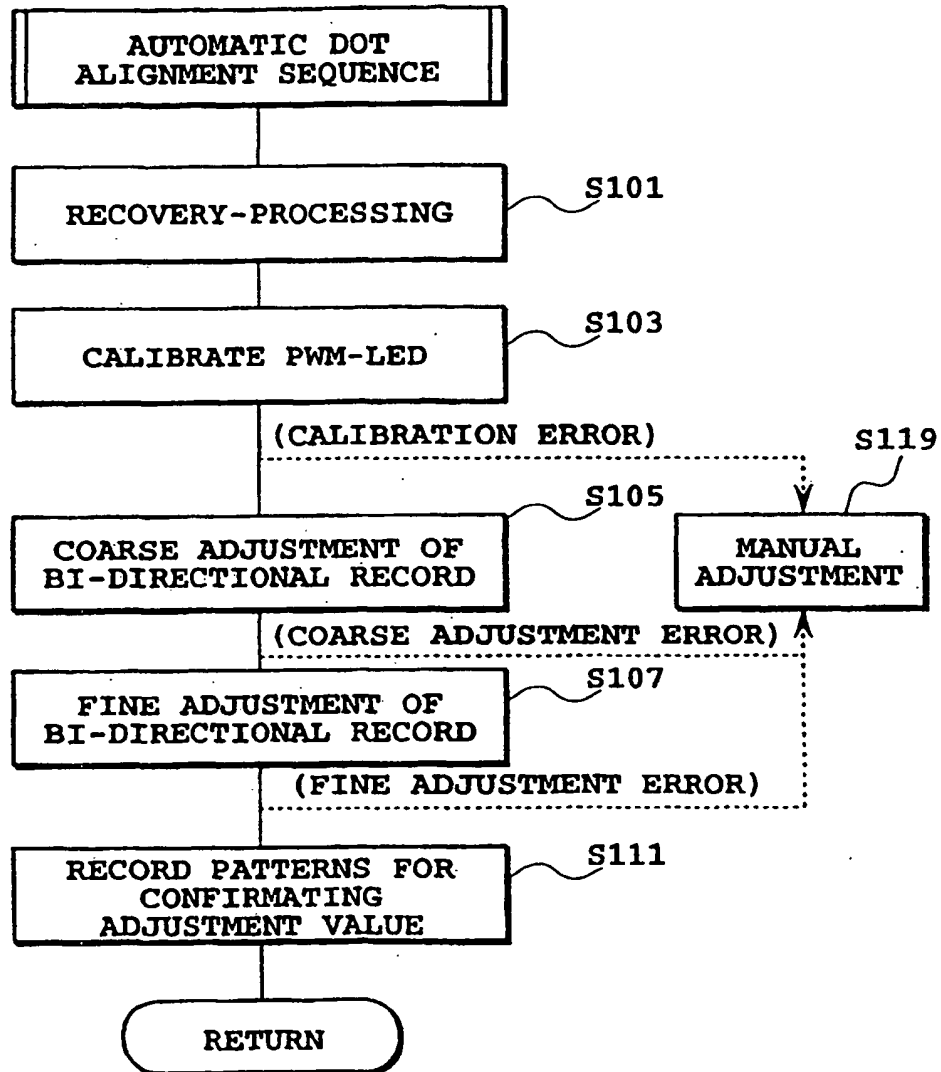 AUTOMATIC DOT
ALIGNMENT SEQUENCE
S101
RECOVERY-PROCESSING
S103
CALIBRATE PWM-LED
(CALIBRATION ERROR)
S119
S105
COARSE ADJUSTMENT OF
BI-DIRECTIONAL RECORD
MANUAL
ADJUSTMENT
(COARSE ADJUSTMENT ERROR)
S107
FINE ADJUSTMENT OF
BI-DIRECTIONAL RECORD
(FINE ADJUSTMENT ERROR)
S111
RECORD PATTERNS FOR
CONFIRMATING
ADJUSTMENT VALUE
RETURN